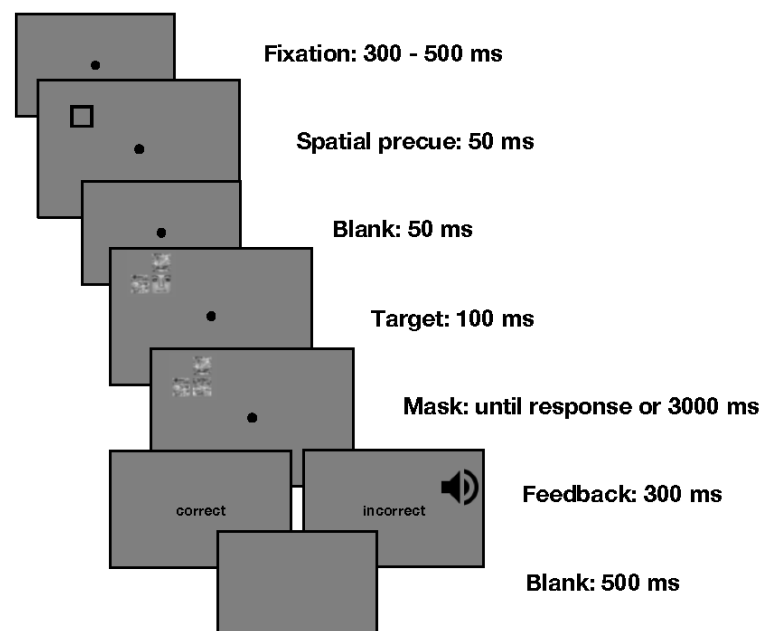 Fixation: 300 - 500 ms
Spatial precue: 50 ms
Blank: 50 ms
Target: 100 ms
Mask: until response or 3000 ms
Feedback: 300 ms
correct
incorrect
Blank: 500 ms